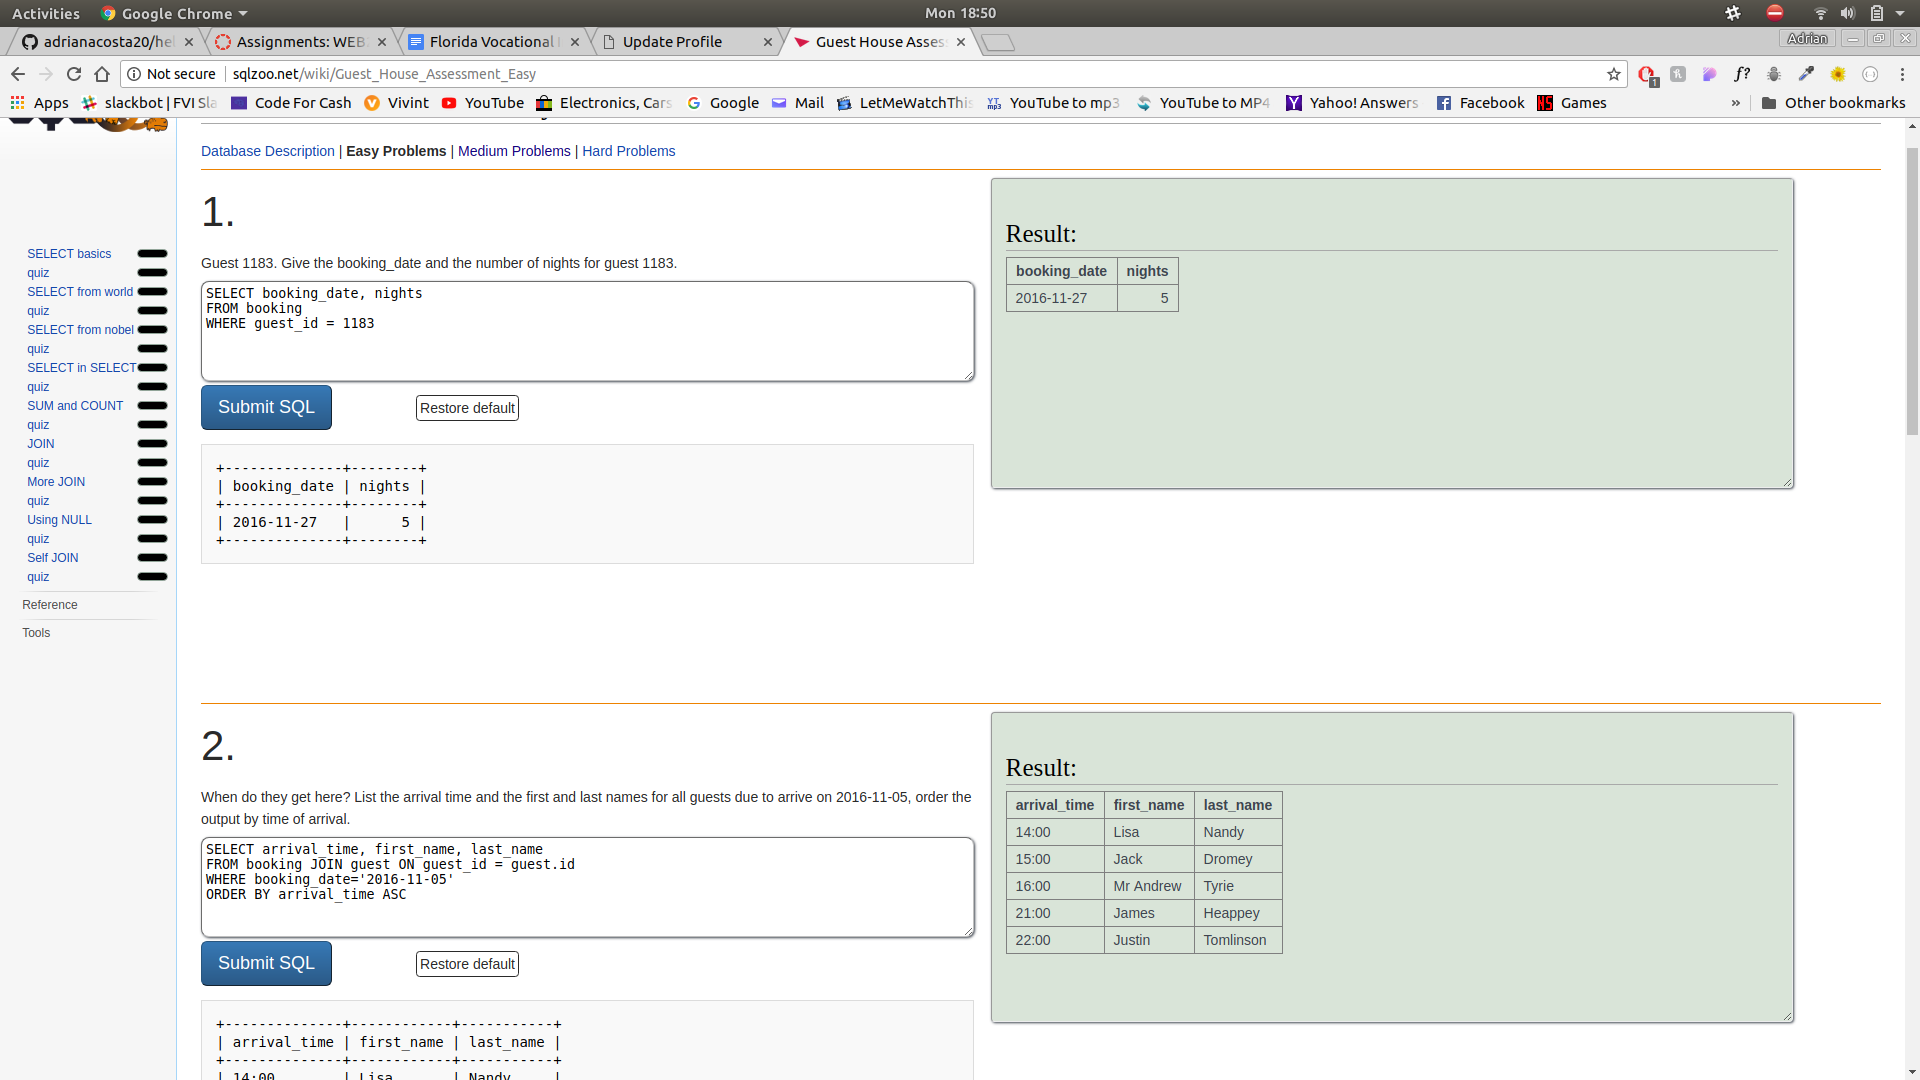 Activities Google Chrome Mon 18:50
adrianacosta20/hel Assignments: WEB Florida Vocational Update Profile Guest House Asses Adrian
Not secure sqlzoo.net/wiki/Guest_House_Assessment_Easy 1 f?
Apps slackbot | FVI Sla Code For Cash Vivint YouTube Electronics, Cars Google Mail LetMeWatchThis YouTube to mp3 YouTube to MP4 Yahoo! Answers Facebook Games » Other bookmarks
Database Description | Easy Problems | Medium Problems | Hard Problems
SELECT basics
quiz
SELECT from world
quiz
SELECT from nobel
quiz
SELECT in SELECT
quiz
SUM and COUNT
quiz
JOIN
quiz
More JOIN
quiz
Using NULL
quiz
Self JOIN
quiz
Reference
Tools
1.
Guest 1183. Give the booking_date and the number of nights for guest 1183.
SELECT booking_date, nights
FROM booking
WHERE guest_id = 1183
Submit SQL Restore default
+--------------+--------+
| booking_date | nights |
+--------------+--------+
| 2016-11-27   |      5 |
+--------------+--------+
Result:
booking_date nights
2016-11-27 5
2.
When do they get here? List the arrival time and the first and last names for all guests due to arrive on 2016-11-05, order the
output by time of arrival.
SELECT arrival_time, first_name, last_name
FROM booking JOIN guest ON guest_id = guest.id
WHERE booking_date='2016-11-05'
ORDER BY arrival_time ASC
Submit SQL Restore default
+--------------+------------+-----------+
| arrival_time | first_name | last_name |
+--------------+------------+-----------+
| 14:00        | Lisa       | Nandy     |
Result:
arrival_time first_name last_name
14:00 Lisa Nandy
15:00 Jack Dromey
16:00 Mr Andrew Tyrie
21:00 James Heappey
22:00 Justin Tomlinson